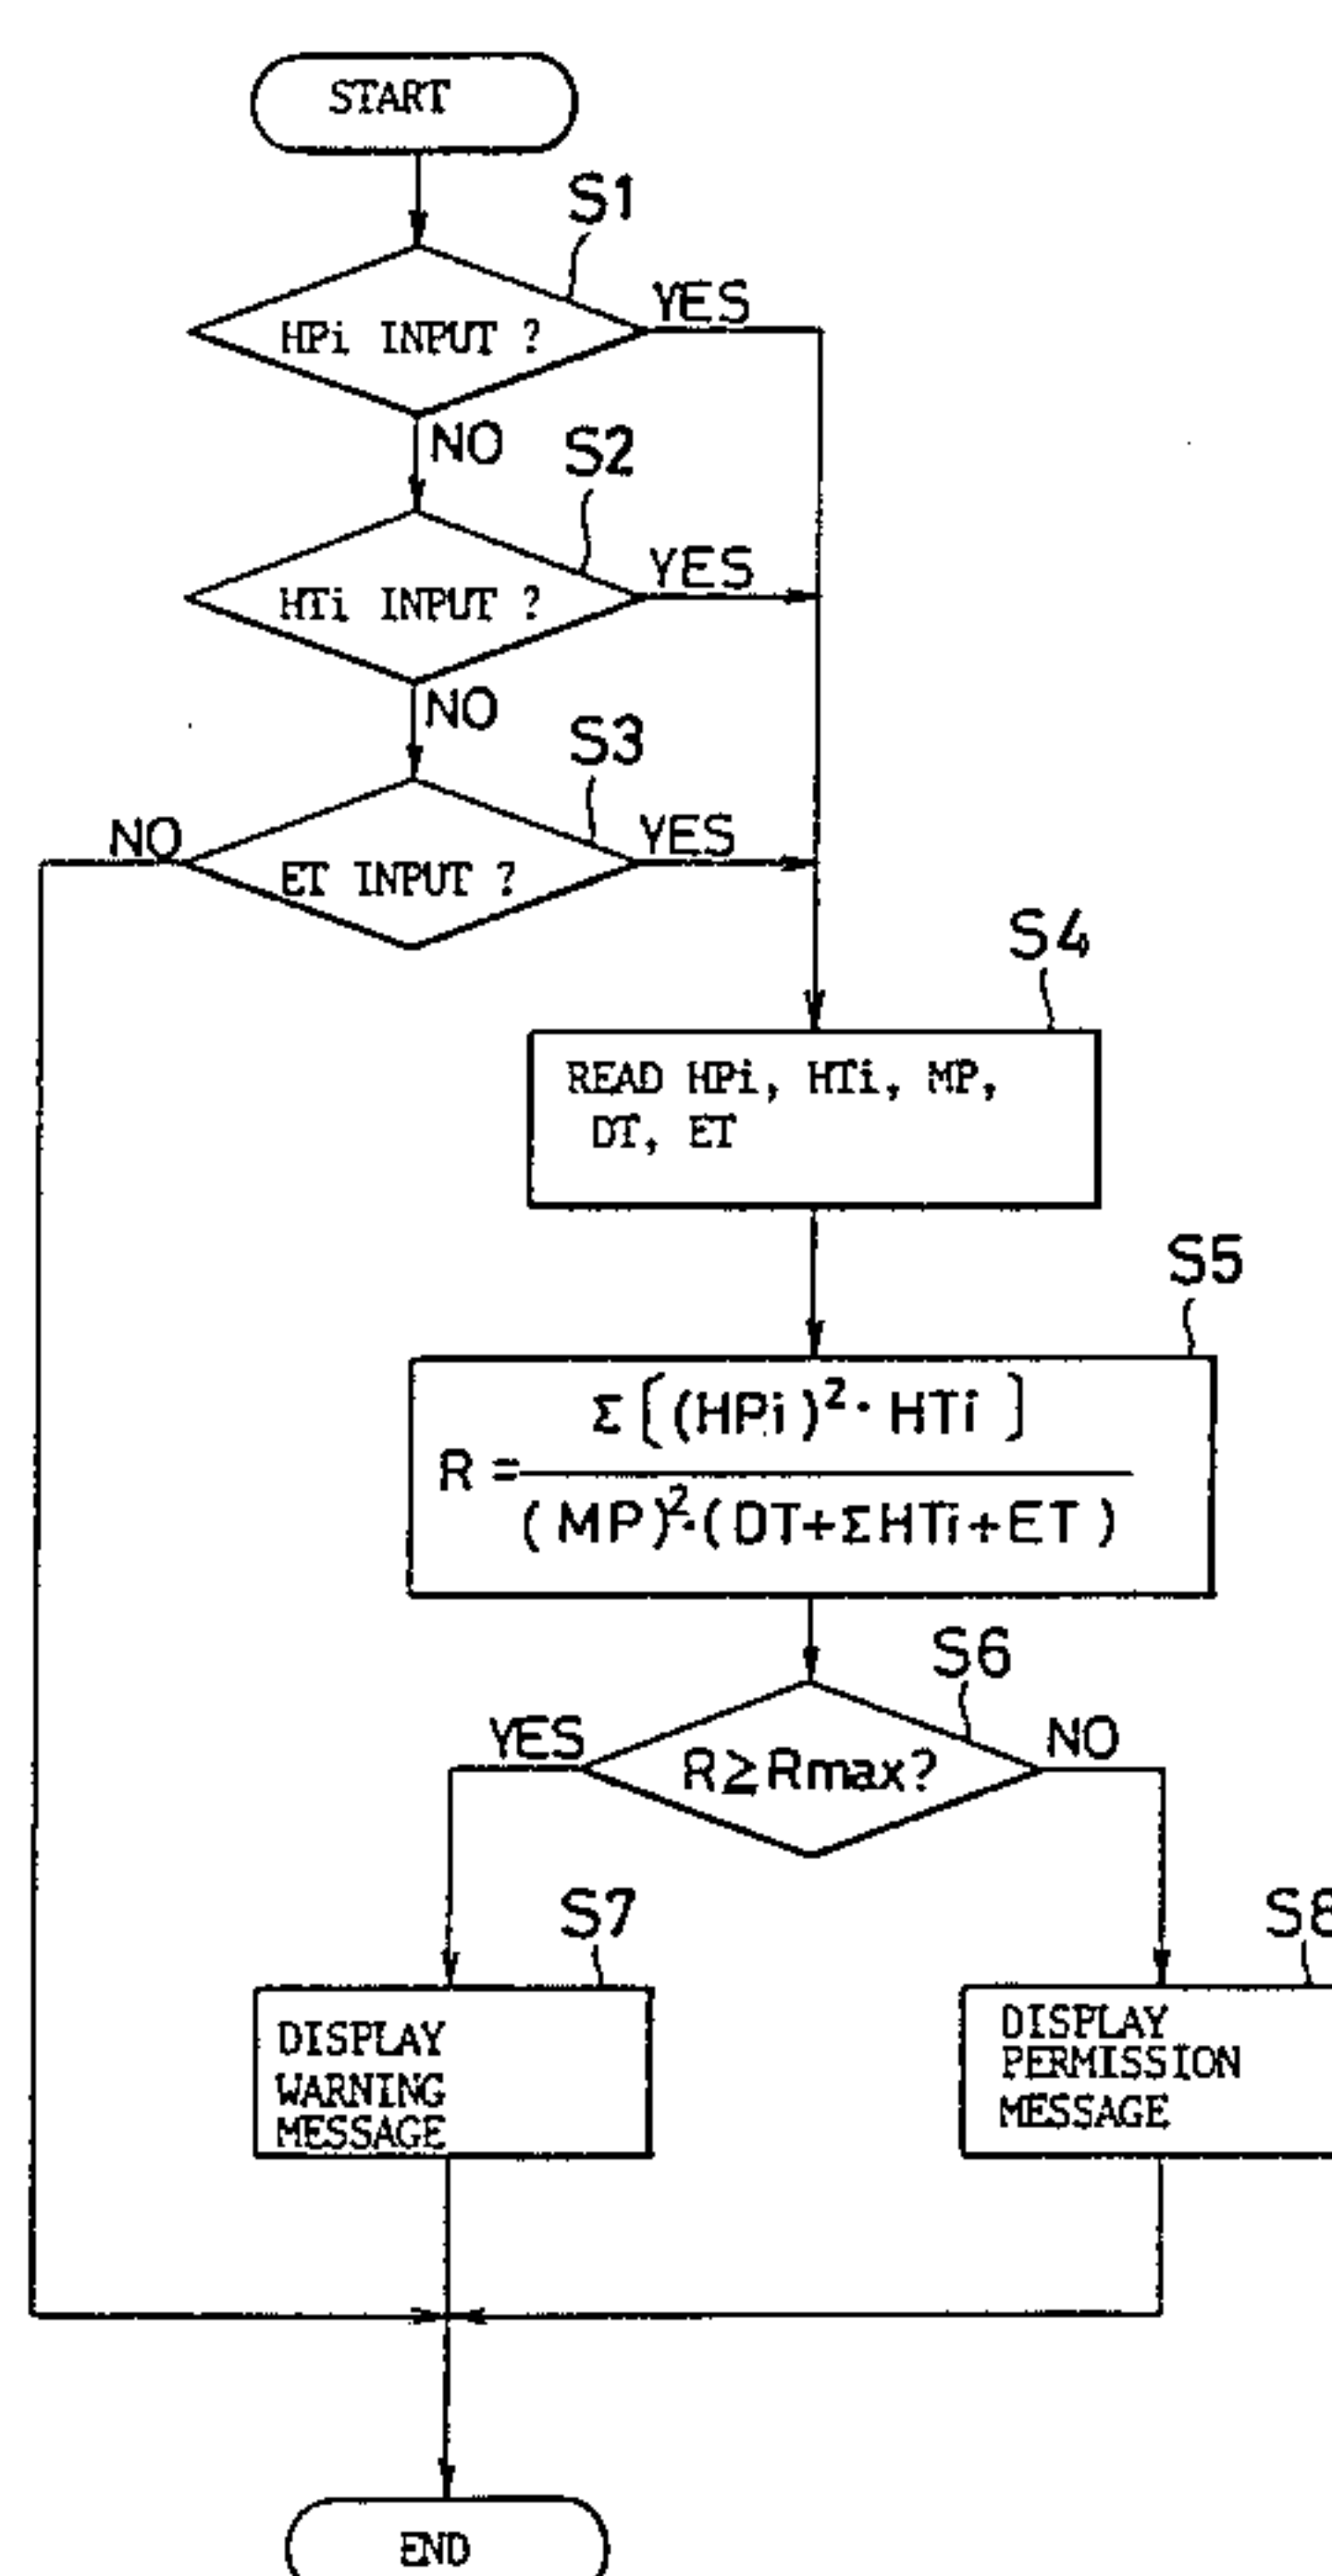 START
S1
HPi INPUT ?
YES
NO
S2
HTi INPUT ?
YES
NO
S3
NO
ET INPUT ?
YES
S4
READ HPi, HTi, MP,
DT, ET
S5
R = Σ[(HPi)²· HTi] / (MP)²·(DT+ΣHTi+ET)
S6
YES
R≧Rmax?
NO
S7
DISPLAY
WARNING
MESSAGE
S8
DISPLAY
PERMISSION
MESSAGE
END